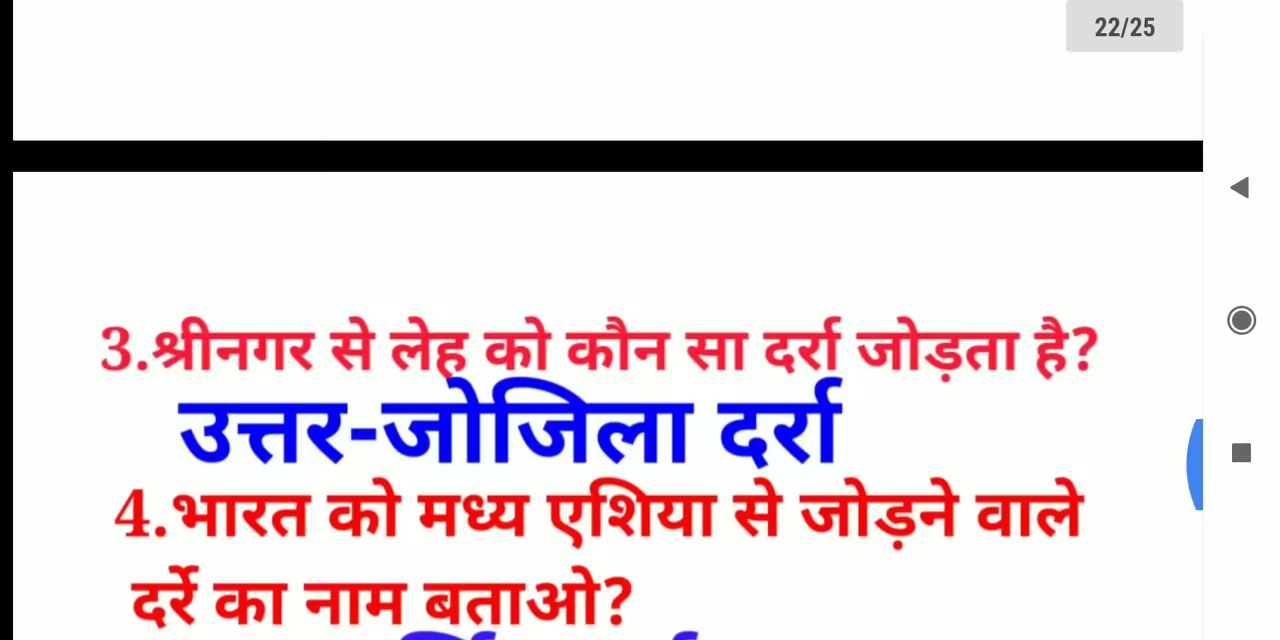 22/25
3.श्रीनगर से लेह को कौन सा दर्रा जोड़ता है?
उत्तर-जोजिला दर्रा
4.भारत को मध्य एशिया से जोड़ने वाले
दर्रे का नाम बताओ?